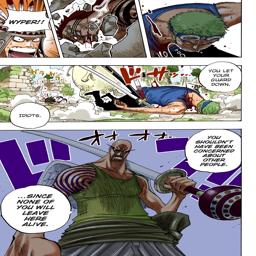 WYPER!!
YOU LET
YOUR
GUARD
DOWN.
IDIOTS.
YOU
SHOULDN'T
HAVE BEEN
CONCERNED
ABOUT
OTHER
PEOPLE.
...SINCE
NONE OF
YOU WILL
LEAVE
HERE
ALIVE.